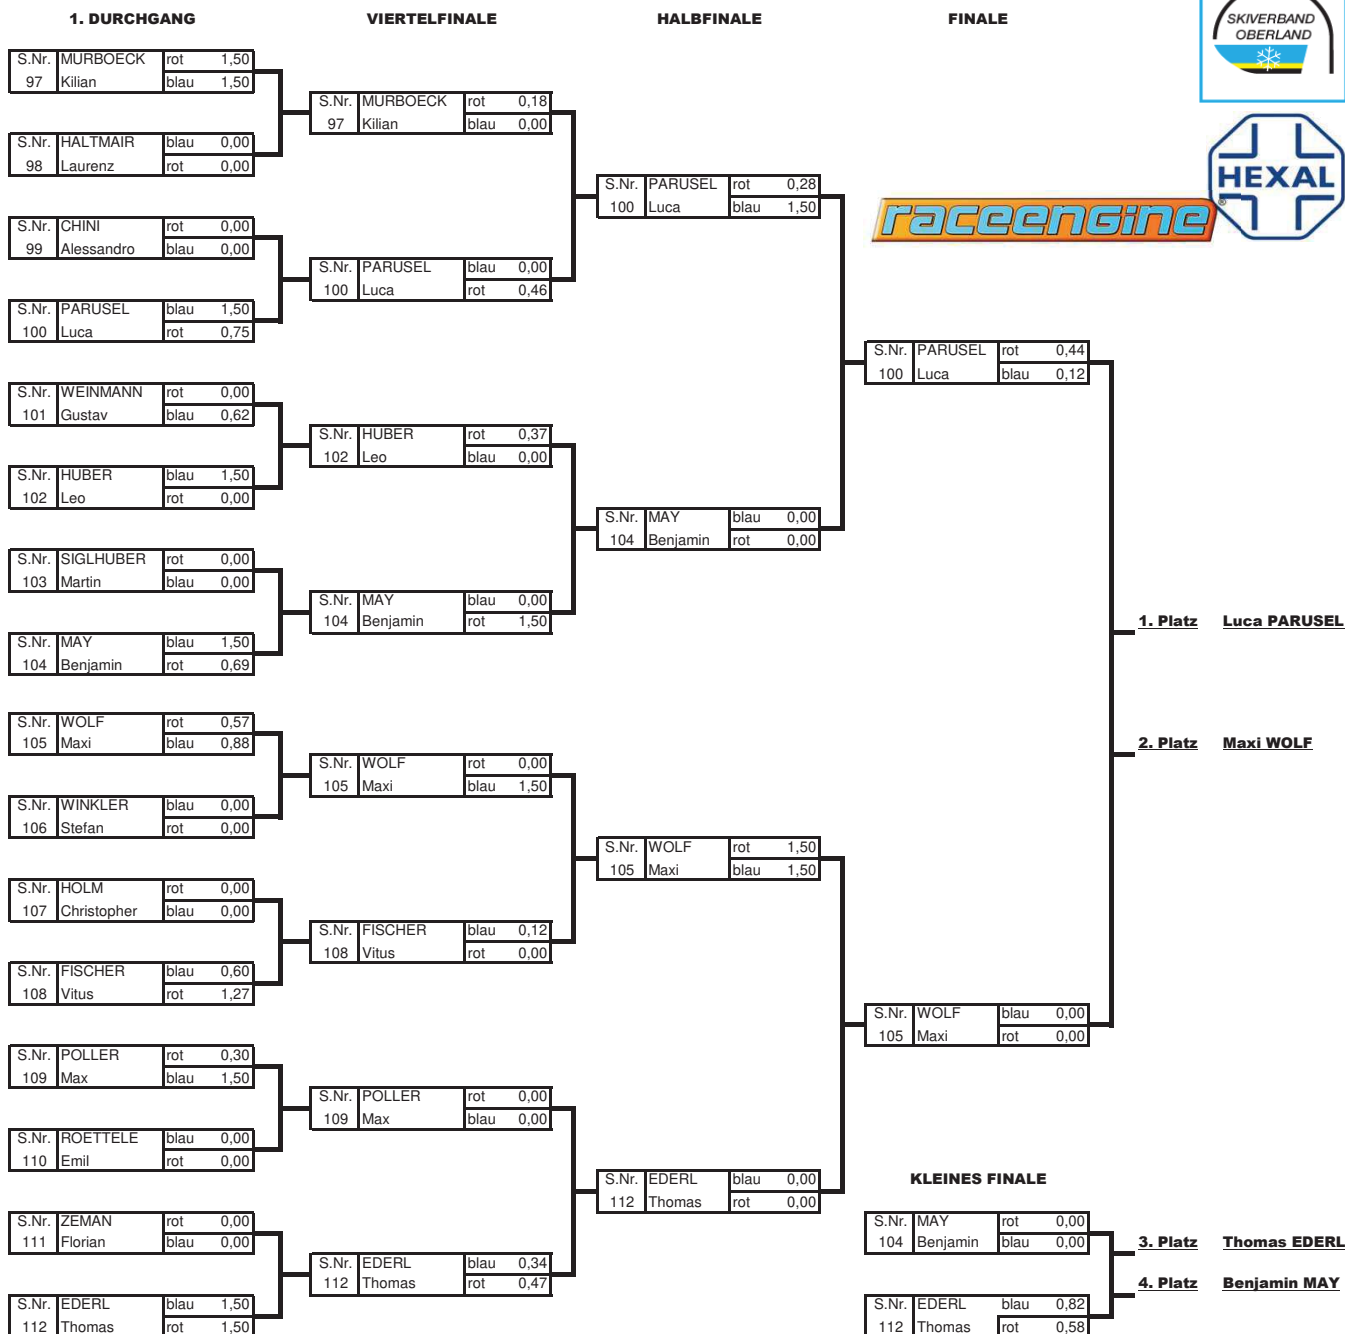 1. DURCHGANG VIERTELFINALE HALBFINALE FINALE
SKIVERBAND
OBERLAND
HEXAL
®
raceengine
S.Nr. MURBOECK rot 1,50
97 Kilian blau 1,50
S.Nr. HALTMAIR blau 0,00
98 Laurenz rot 0,00
S.Nr. CHINI rot 0,00
99 Alessandro blau 0,00
S.Nr. PARUSEL blau 1,50
100 Luca rot 0,75
S.Nr. WEINMANN rot 0,00
101 Gustav blau 0,62
S.Nr. HUBER blau 1,50
102 Leo rot 0,00
S.Nr. SIGLHUBER rot 0,00
103 Martin blau 0,00
S.Nr. MAY blau 1,50
104 Benjamin rot 0,69
S.Nr. WOLF rot 0,57
105 Maxi blau 0,88
S.Nr. WINKLER blau 0,00
106 Stefan rot 0,00
S.Nr. HOLM rot 0,00
107 Christopher blau 0,00
S.Nr. FISCHER blau 0,60
108 Vitus rot 1,27
S.Nr. POLLER rot 0,30
109 Max blau 1,50
S.Nr. ROETTELE blau 0,00
110 Emil rot 0,00
S.Nr. ZEMAN rot 0,00
111 Florian blau 0,00
S.Nr. EDERL blau 1,50
112 Thomas rot 1,50
S.Nr. MURBOECK rot 0,18
97 Kilian blau 0,00
S.Nr. PARUSEL blau 0,00
100 Luca rot 0,46
S.Nr. HUBER rot 0,37
102 Leo blau 0,00
S.Nr. MAY blau 0,00
104 Benjamin rot 1,50
S.Nr. WOLF rot 0,00
105 Maxi blau 1,50
S.Nr. FISCHER blau 0,12
108 Vitus rot 0,00
S.Nr. POLLER rot 0,00
109 Max blau 0,00
S.Nr. EDERL blau 0,34
112 Thomas rot 0,47
S.Nr. PARUSEL rot 0,28
100 Luca blau 1,50
S.Nr. MAY blau 0,00
104 Benjamin rot 0,00
S.Nr. WOLF rot 1,50
105 Maxi blau 1,50
S.Nr. EDERL blau 0,00
112 Thomas rot 0,00
S.Nr. PARUSEL rot 0,44
100 Luca blau 0,12
S.Nr. WOLF blau 0,00
105 Maxi rot 0,00
1. Platz Luca PARUSEL
2. Platz Maxi WOLF
KLEINES FINALE
S.Nr. MAY rot 0,00
104 Benjamin blau 0,00
S.Nr. EDERL blau 0,82
112 Thomas rot 0,58
3. Platz Thomas EDERL
4. Platz Benjamin MAY